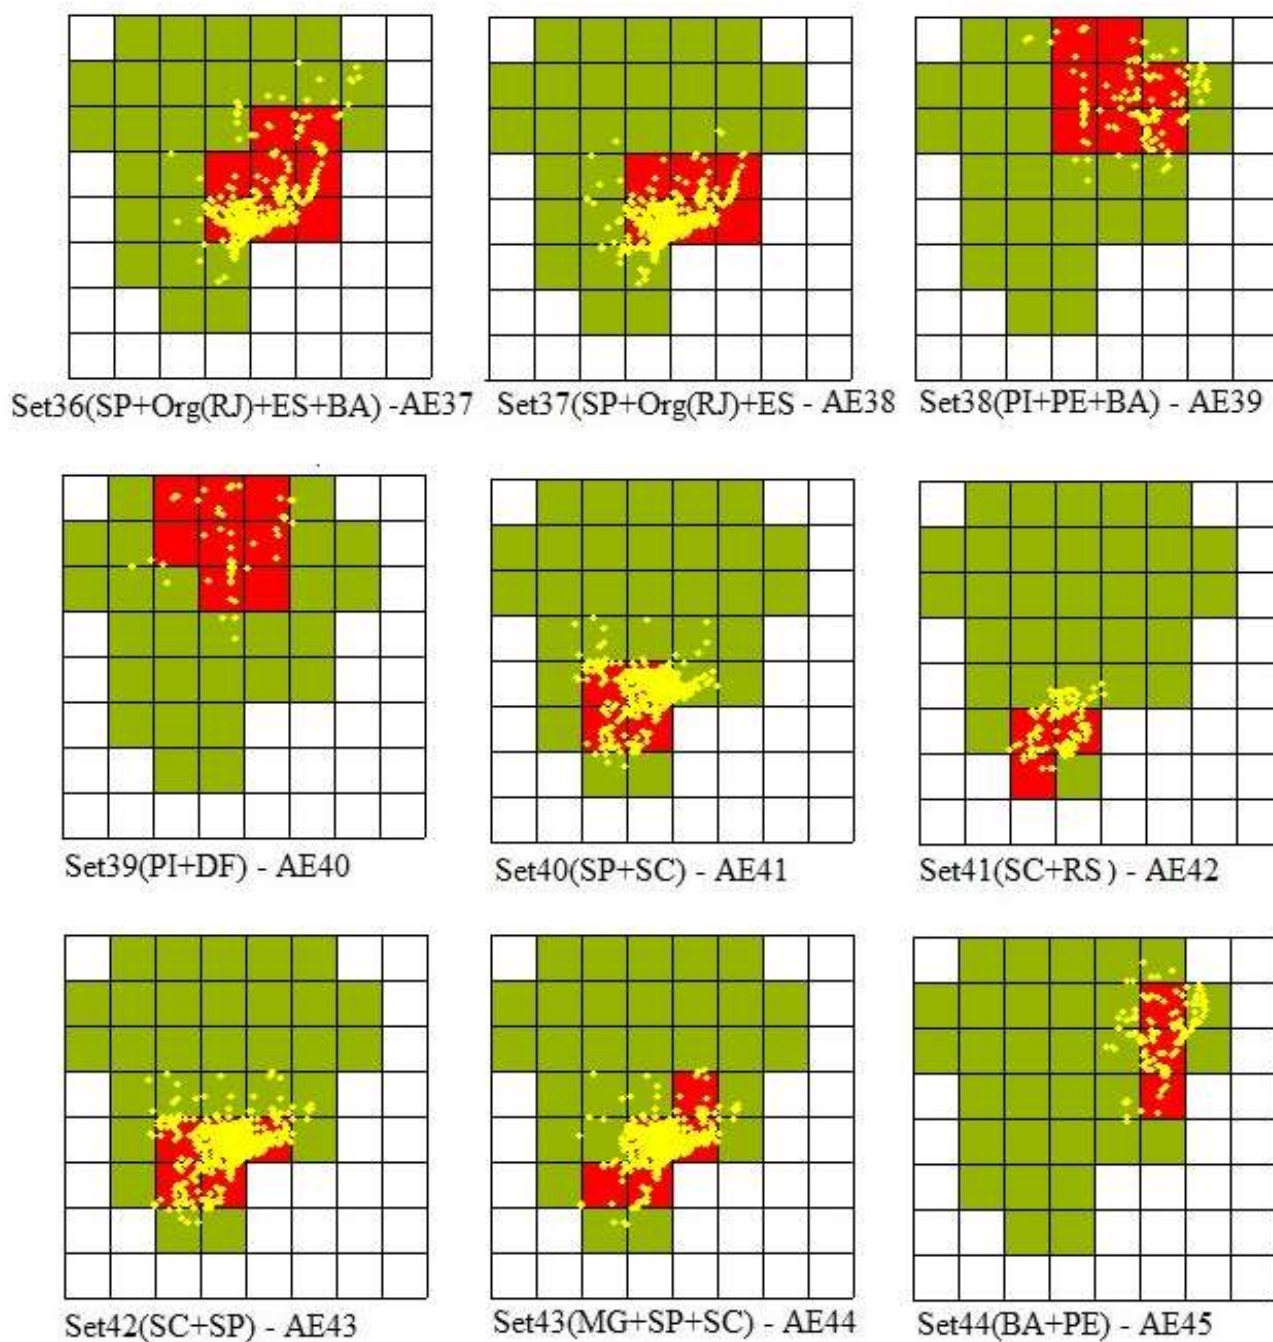 Set36(SP+Org(RJ)+ES+BA) -AE37
Set37(SP+Org(RJ)+ES - AE38
Set38(PI+PE+BA) - AE39
Set39(PI+DF) - AE40
Set40(SP+SC) - AE41
Set41(SC+RS ) - AE42
Set42(SC+SP) - AE43
Set43(MG+SP+SC) - AE44
Set44(BA+PE) - AE45